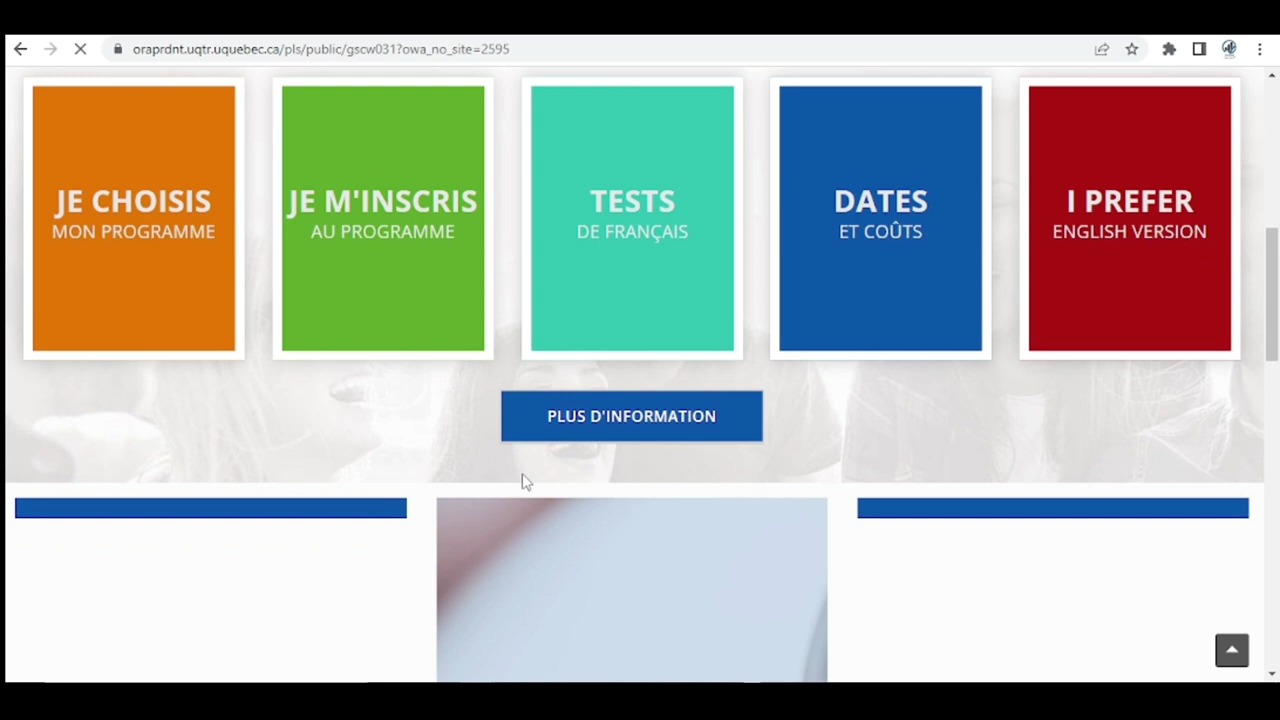 oraprdnt.uqtr.uquebec.ca/pls/public/gscw031?owa_no_site=2595
JE CHOISIS
MON PROGRAMME
JE M'INSCRIS
AU PROGRAMME
TESTS
DE FRANÇAIS
DATES
ET COÛTS
I PREFER
ENGLISH VERSION
PLUS D'INFORMATION